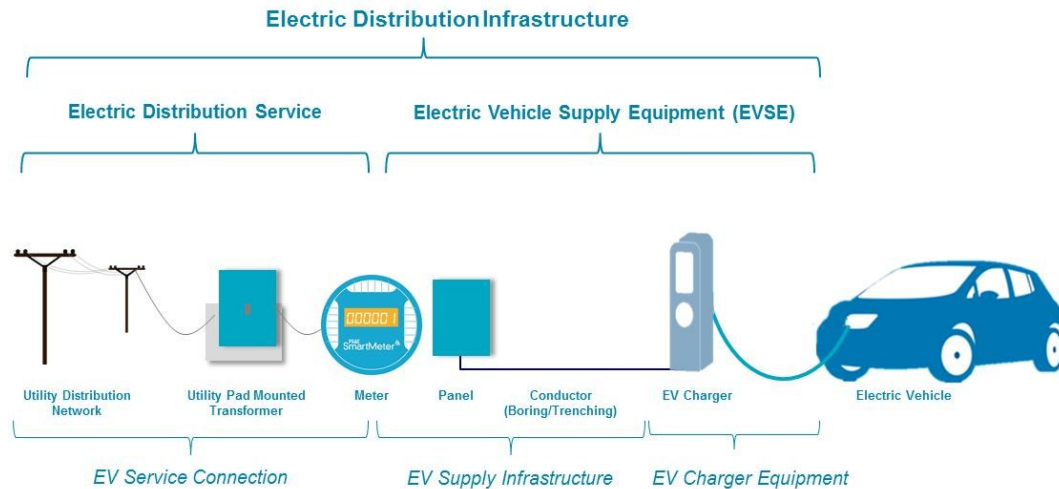 Electric Distribution Infrastructure
Electric Distribution Service
Electric Vehicle Supply Equipment (EVSE)
000001
SmartMeter
Utility Distribution
Network
Utility Pad Mounted
Transformer
Meter
Panel
Conductor
(Boring/Trenching)
EV Charger
Electric Vehicle
EV Service Connection
EV Supply Infrastructure
EV Charger Equipment